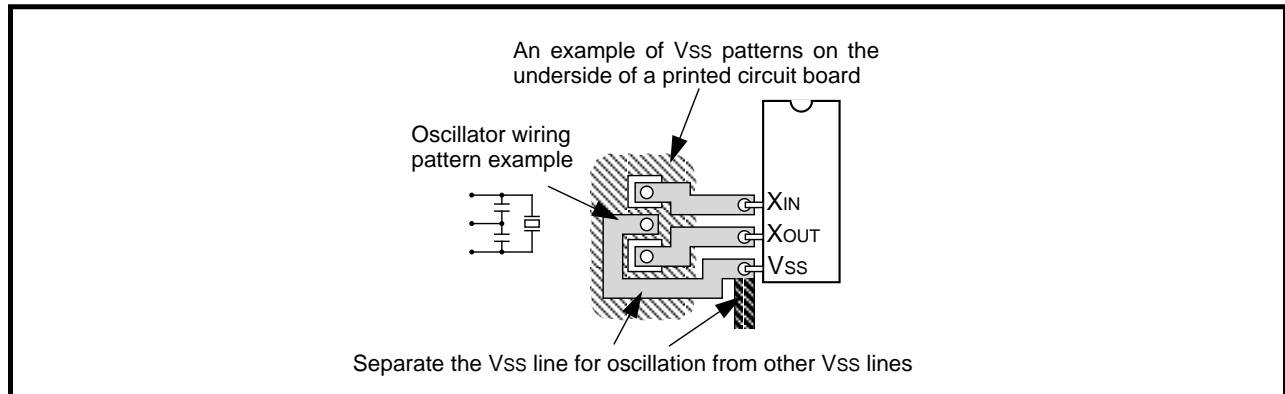 An example of VSS patterns on the
underside of a printed circuit board
Oscillator wiring
pattern example
XIN
XOUT
VSS
Separate the VSS line for oscillation from other VSS lines